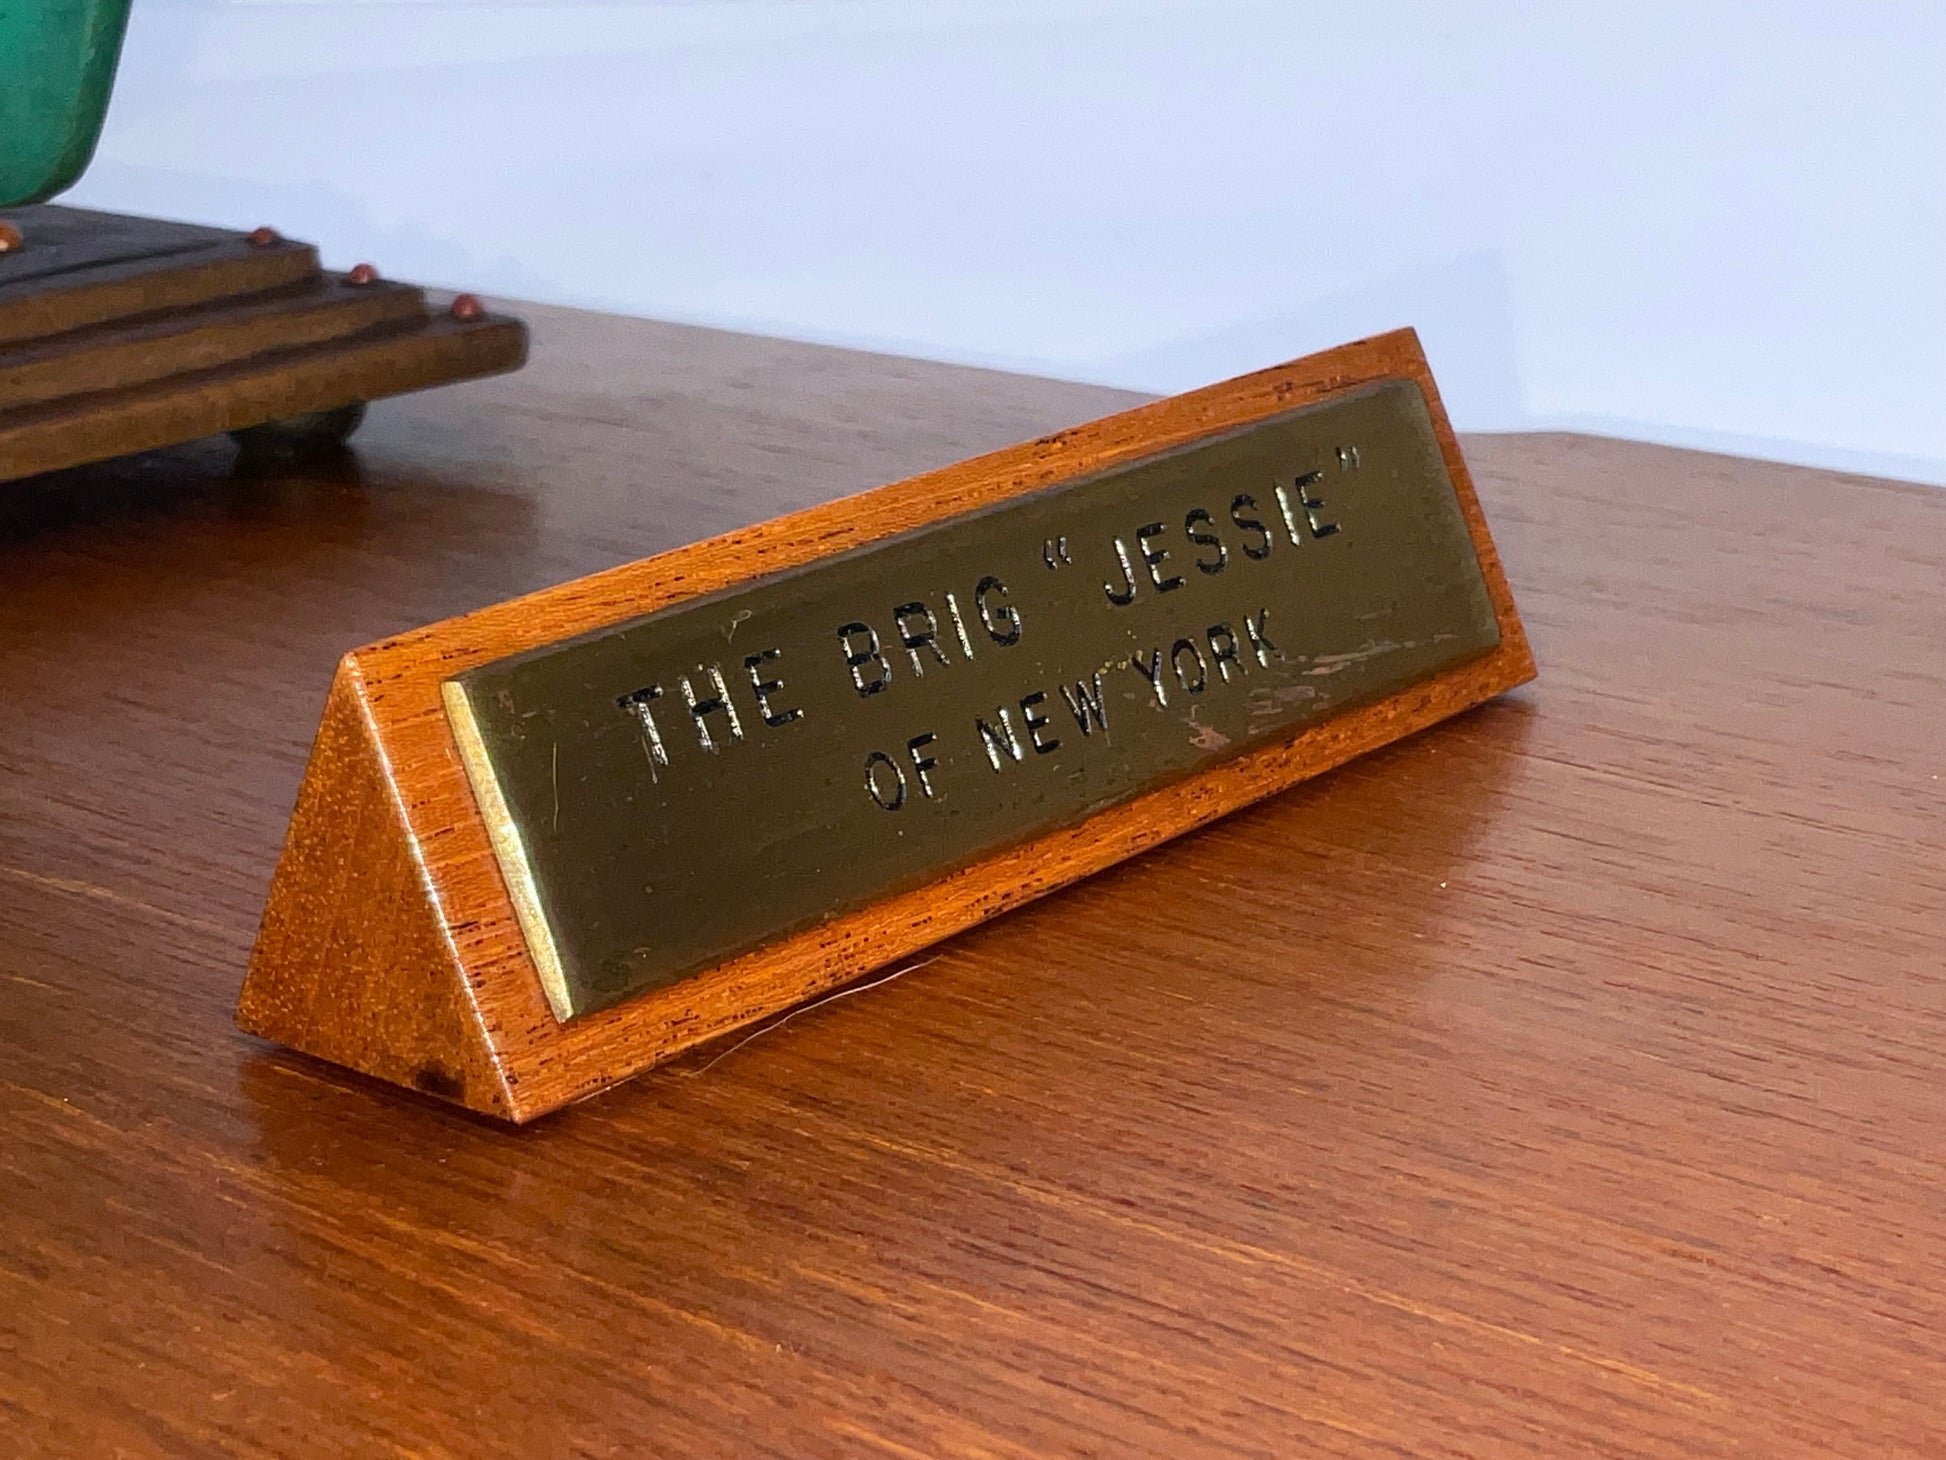 THE BRIG “JESSIE”
OF NEW YORK